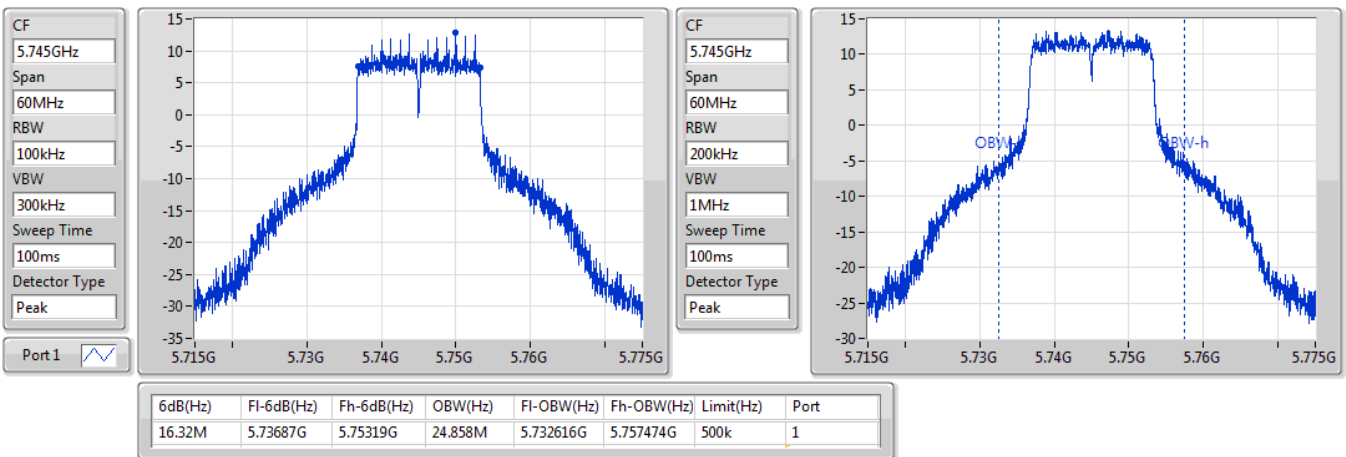 CF
5.745GHz
Span
60MHz
RBW
100kHz
VBW
300kHz
Sweep Time
100ms
Detector Type
Peak
Port 1
15
10
5
0
-5
-10
-15
-20
-25
-30
-35
5.715G 5.73G 5.74G 5.75G 5.76G 5.775G
CF
5.745GHz
Span
60MHz
RBW
200kHz
VBW
1MHz
Sweep Time
100ms
Detector Type
Peak
15
10
5
0
-5
-10
-15
-20
-25
-30
OBW-h
5.715G 5.73G 5.74G 5.75G 5.76G 5.775G
6dB(Hz) Fl-6dB(Hz) Fh-6dB(Hz) OBW(Hz) Fl-OBW(Hz) Fh-OBW(Hz) Limit(Hz) Port
16.32M 5.73687G 5.75319G 24.858M 5.732616G 5.757474G 500k 1